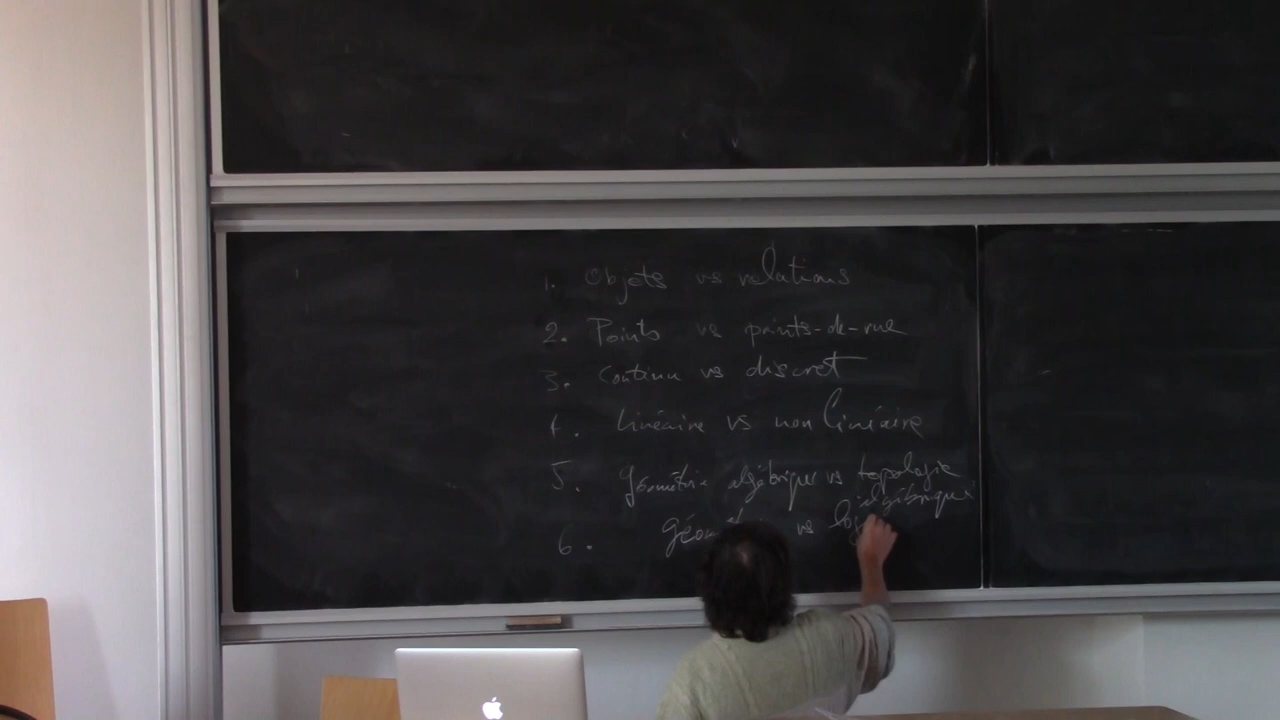 1. Objets vs relations
2. Points vs points-de-vue
3. Continu vs discret
4. Linéaire vs non linéaire
5. Géométrie algébrique vs topologie
algébrique
6. Géom vs log